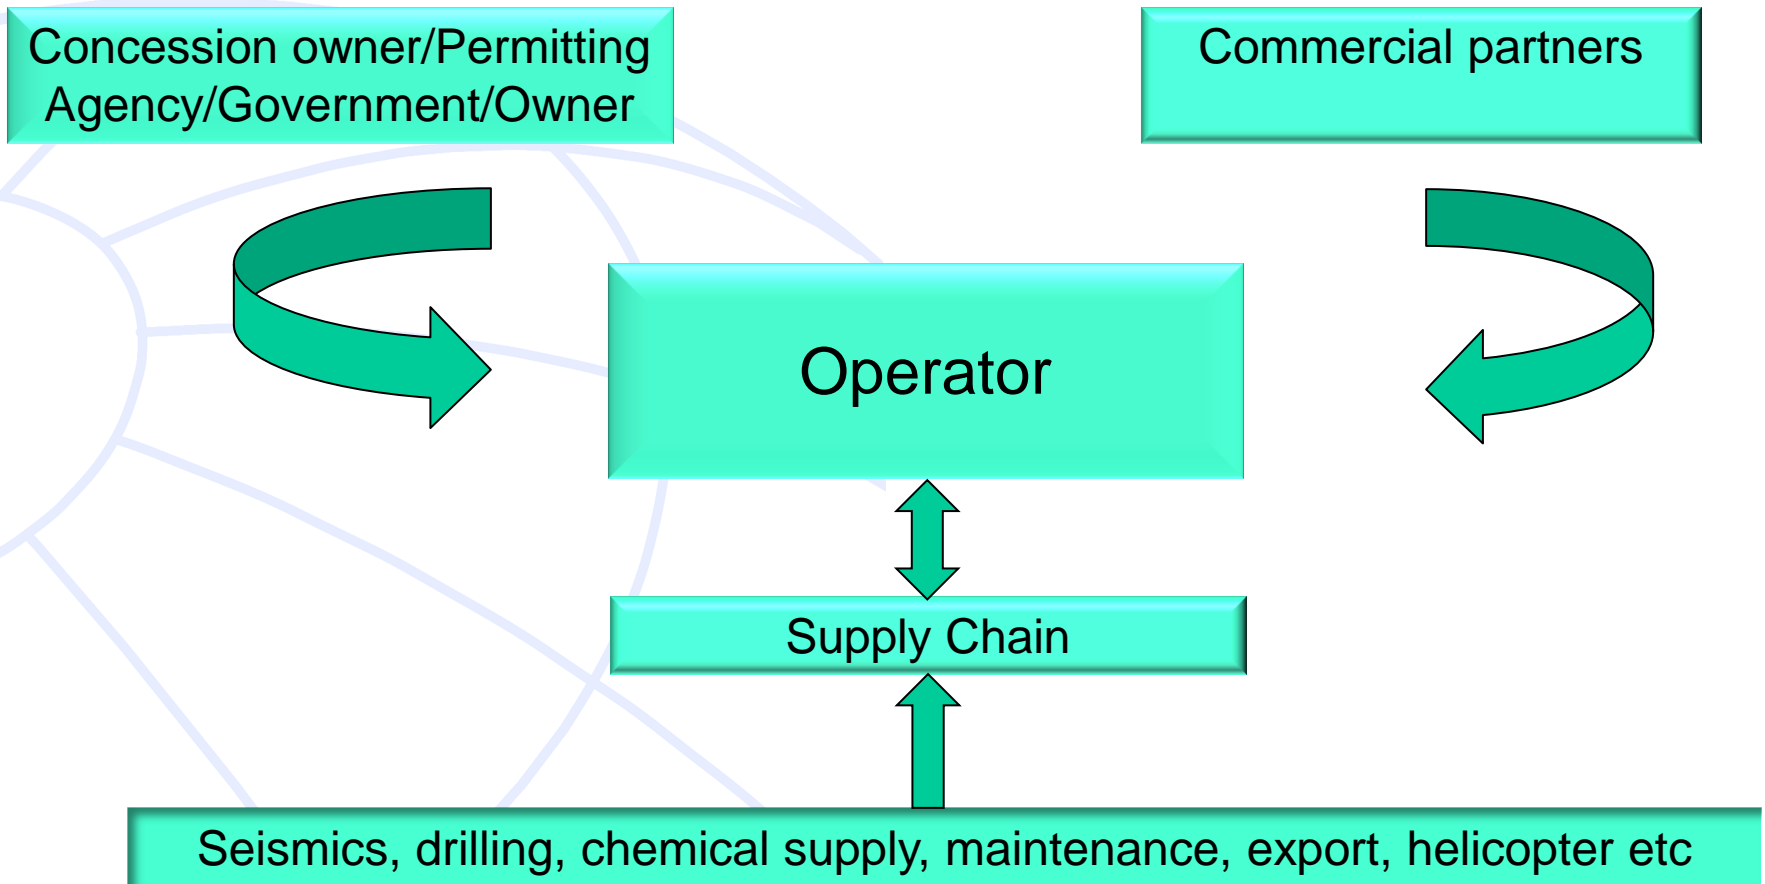 Concession owner/Permitting
Agency/Government/Owner
Commercial partners
Operator
Supply Chain
Seismics, drilling, chemical supply, maintenance, export, helicopter etc